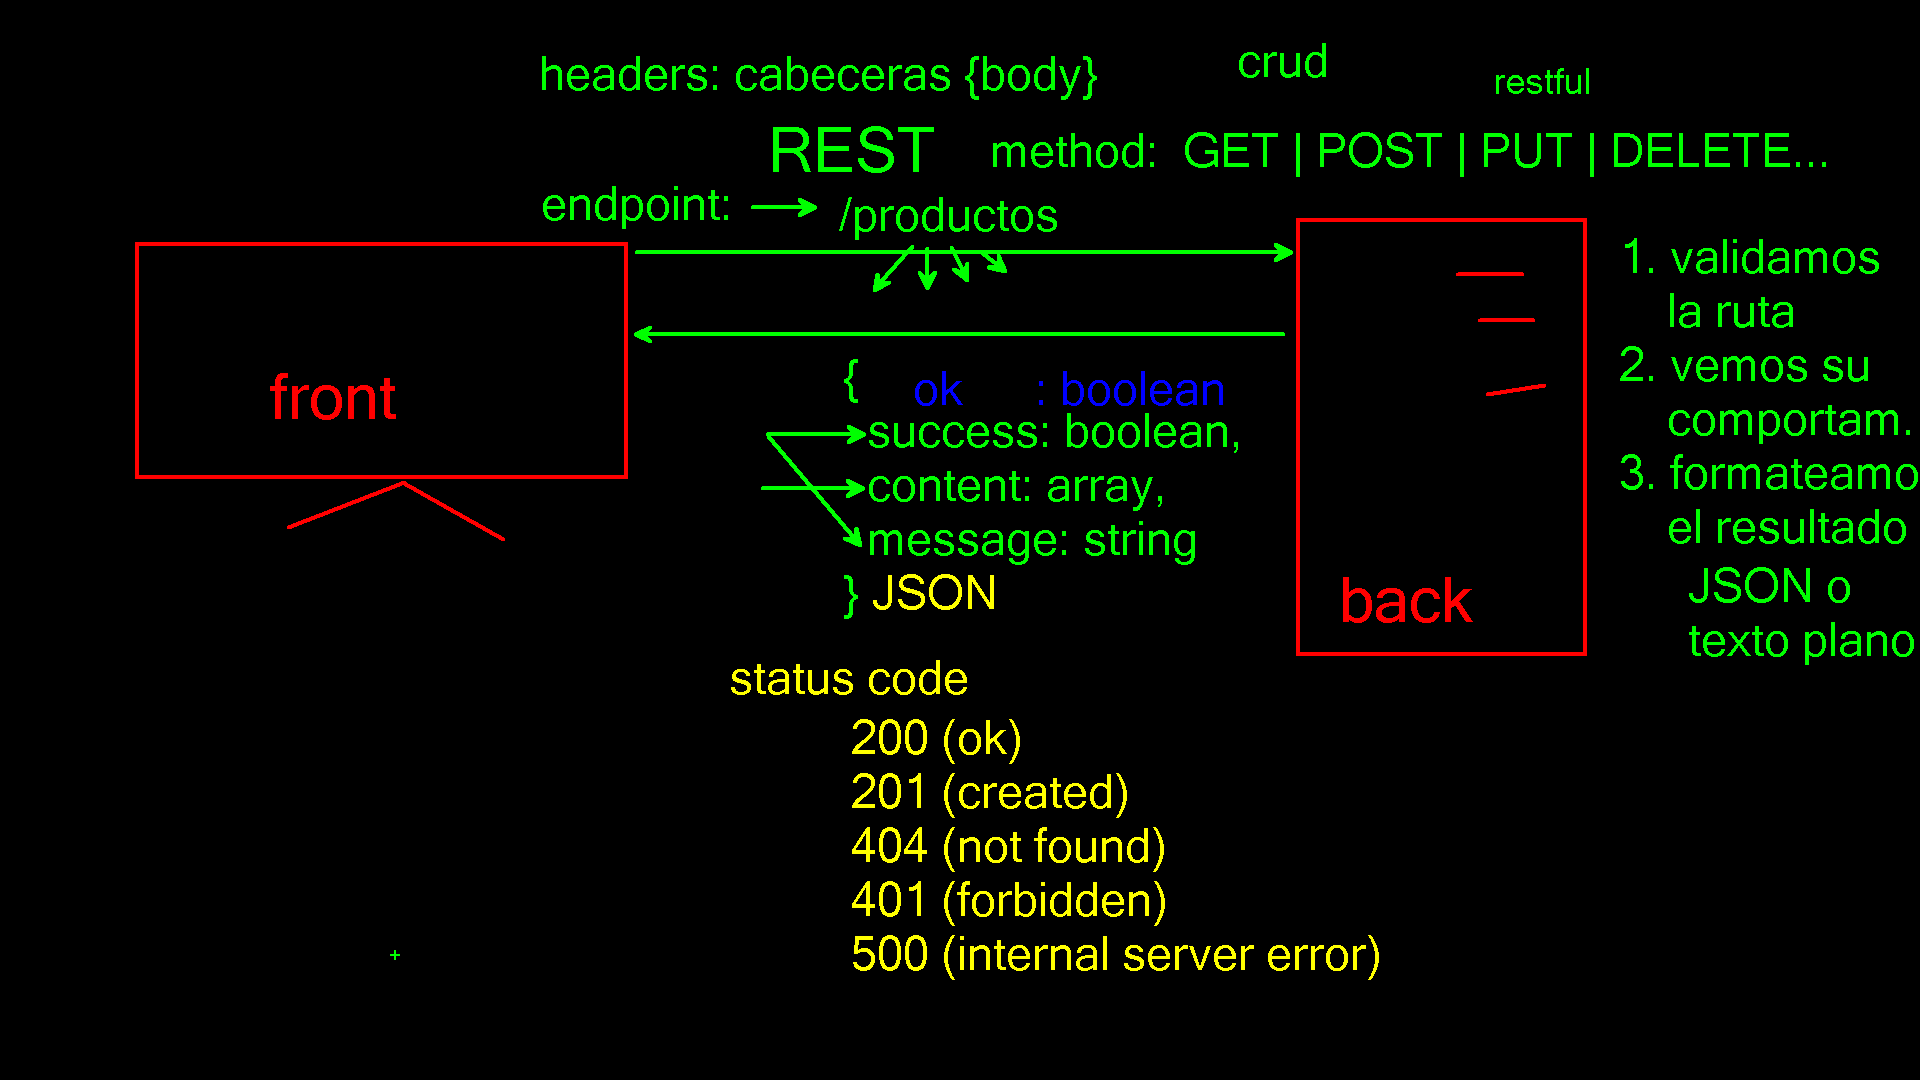 headers: cabeceras {body}
crud
restful
REST
method: GET | POST | PUT | DELETE...
endpoint:
/productos
front
{
ok : boolean
success: boolean,
content: array,
message: string
} JSON
back
1. validamos
la ruta
2. vemos su
comportam.
3. formateamo
el resultado
JSON o
texto plano
status code
200 (ok)
201 (created)
404 (not found)
401 (forbidden)
500 (internal server error)